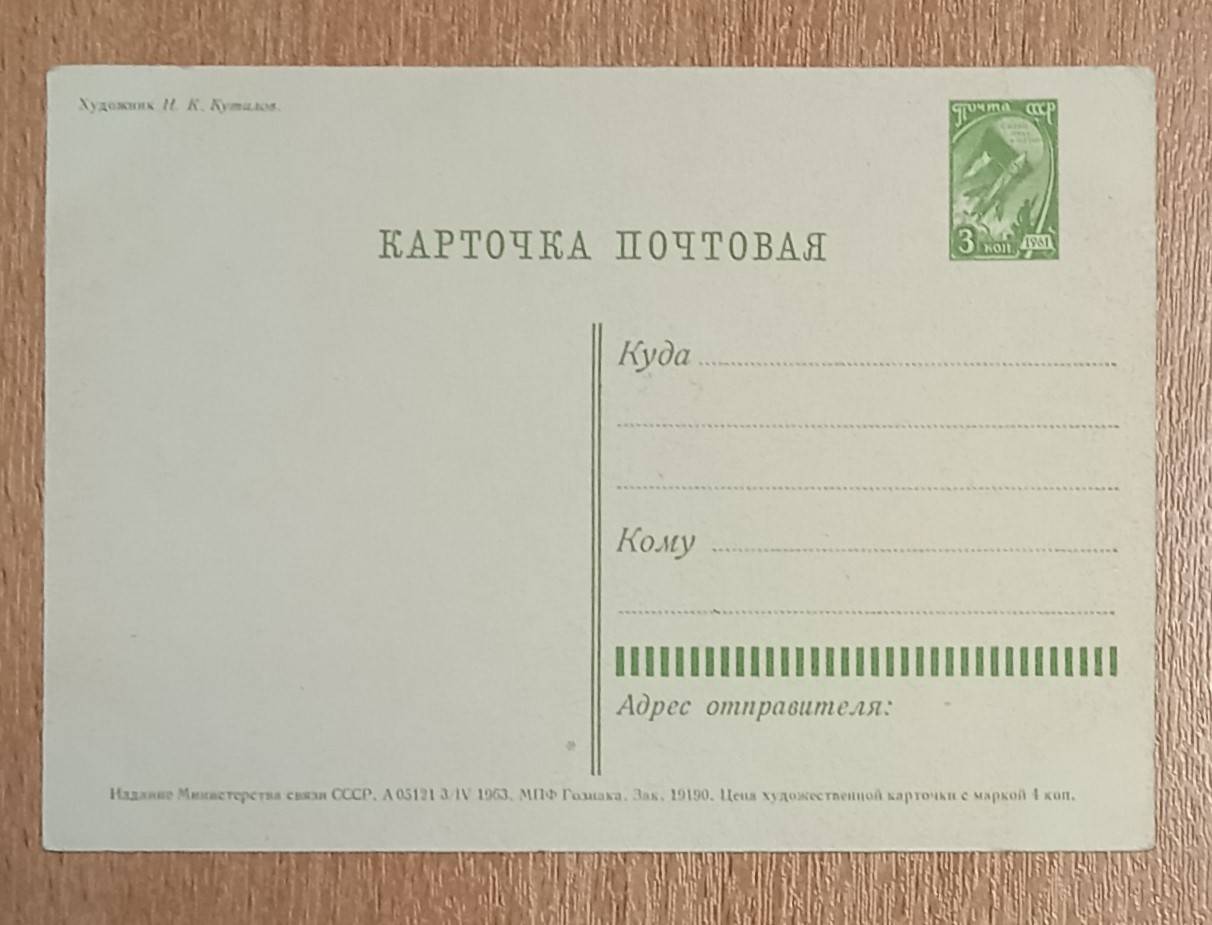 Художник И. К. Куталов.
почта ссср
3 коп. 1961
КАРТОЧКА ПОЧТОВАЯ
Куда
Кому
Адрес отправителя:
Издание Министерства связи СССР. А 05121 3/IV 1963. МПФ Гознака. Зак. 19190. Цена художественной карточки с маркой 4 коп.